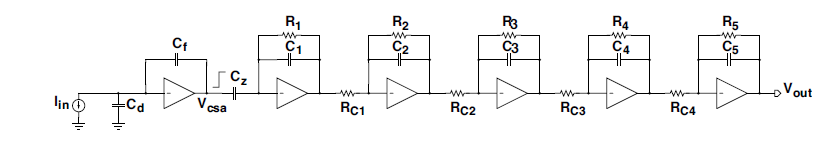 R1 R2 R3 R4 R5
Cf C1 C2 C3 C4 C5
Cz
Iin Cd Vcsa RC1 RC2 RC3 RC4 Vout